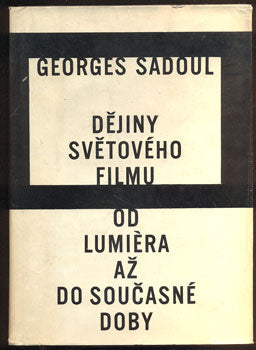 GEORGES SADOUL
DĚJINY
SVĚTOVÉHO
FILMU
OD
LUMIÈRA
AŽ
DO SOUČASNÉ
DOBY